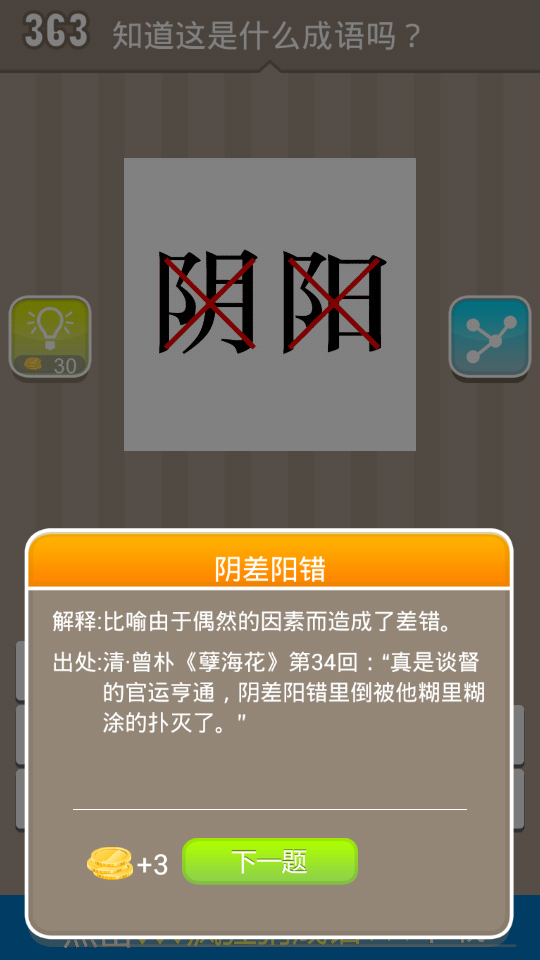 363 知道这是什么成语吗？
阴 阳
30
阴差阳错
解释:比喻由于偶然的因素而造成了差错。
出处:清·曾朴《孽海花》第34回：“真是谈督
的官运亨通，阴差阳错里倒被他糊里糊
涂的扑灭了。”
+3 下一题